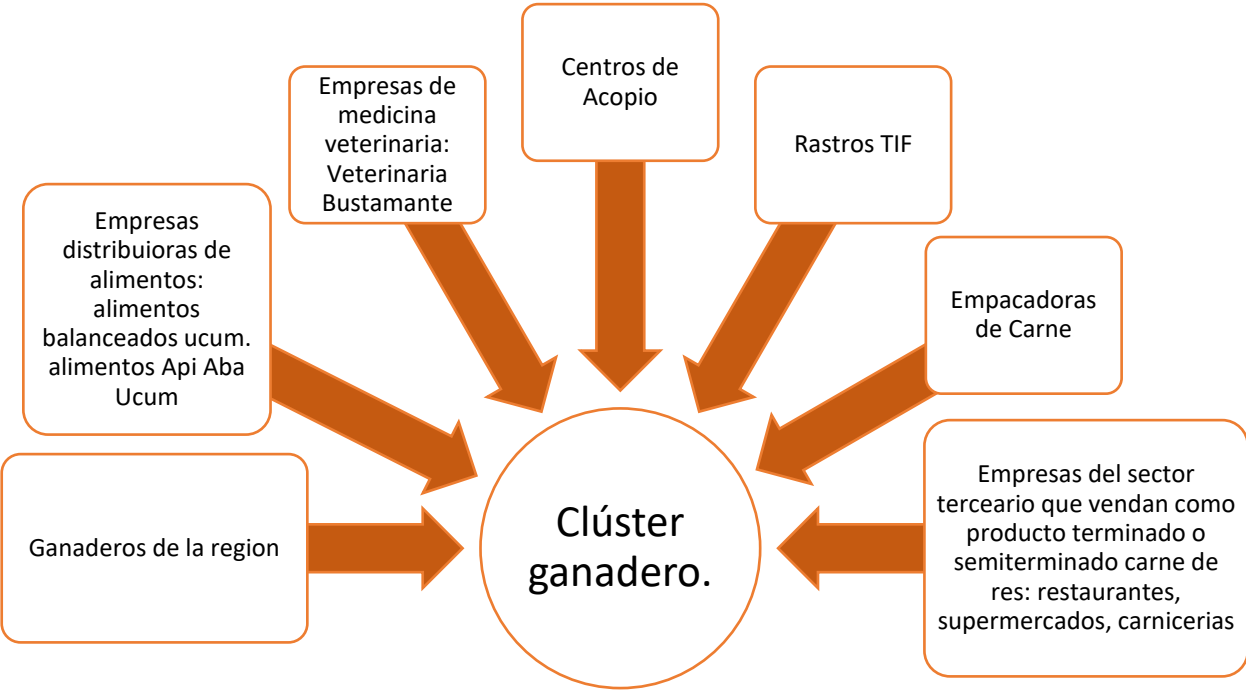 Centros de
Acopio
Empresas de
medicina
veterinaria:
Veterinaria
Bustamante
Rastros TIF
Empresas
distribuioras de
alimentos:
alimentos
balanceados ucum.
alimentos Api Aba
Ucum
Empacadoras
de Carne
Ganaderos de la region
Clúster
ganadero.
Empresas del sector
terceario que vendan como
producto terminado o
semiterminado carne de
res: restaurantes,
supermercados, carnicerias